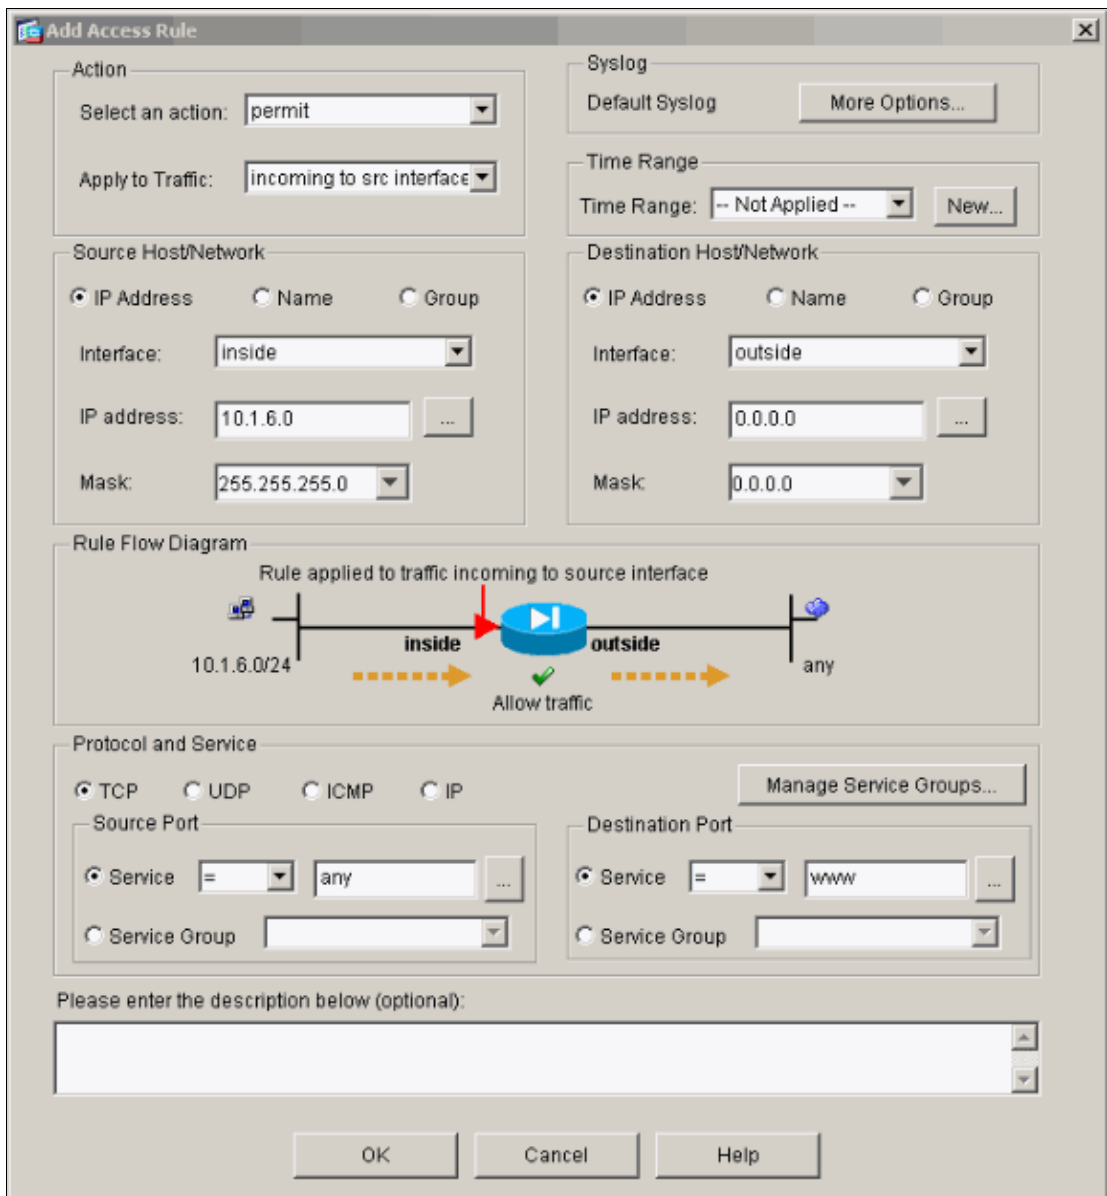 Add Access Rule
Action
Select an action: permit
Apply to Traffic: incoming to src interface
Syslog
Default Syslog More Options...
Time Range
Time Range: -- Not Applied -- New...
Source Host/Network
IP Address Name Group
Interface: inside
IP address: 10.1.6.0 ...
Mask: 255.255.255.0
Destination Host/Network
IP Address Name Group
Interface: outside
IP address: 0.0.0.0 ...
Mask: 0.0.0.0
Rule Flow Diagram
Rule applied to traffic incoming to source interface
inside outside
10.1.6.0/24 any
Allow traffic
Protocol and Service
TCP UDP ICMP IP Manage Service Groups...
Source Port
Service = any ...
Service Group
Destination Port
Service = www ...
Service Group
Please enter the description below (optional):
OK Cancel Help